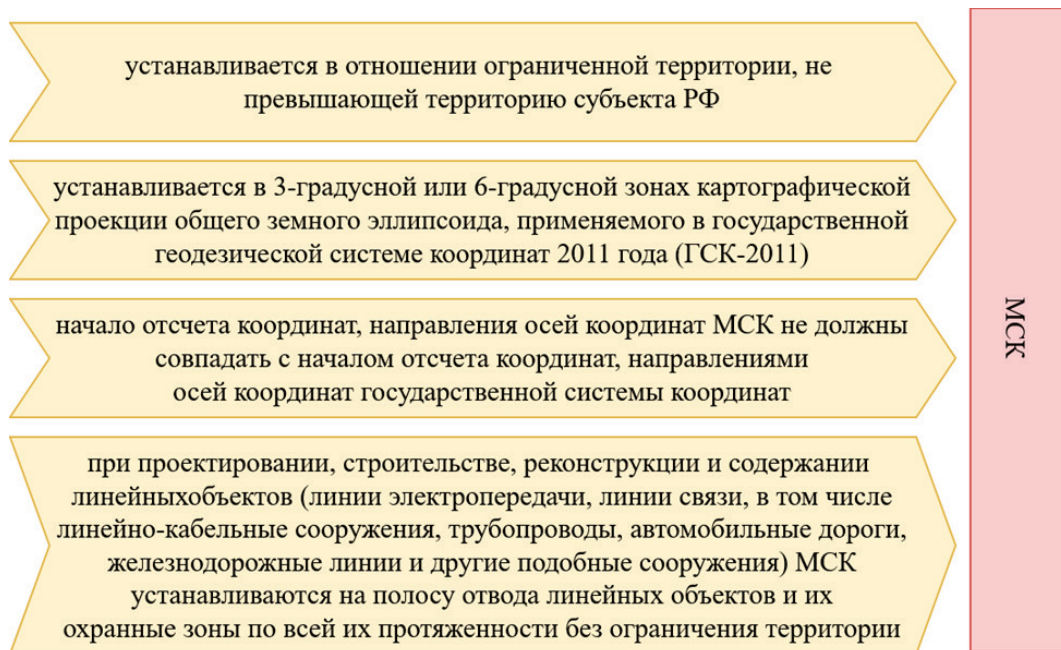 устанавливается в отношении ограниченной территории, не
превышающей территорию субъекта РФ
устанавливается в 3-градусной или 6-градусной зонах картографической
проекции общего земного эллипсоида, применяемого в государственной
геодезической системе координат 2011 года (ГСК-2011)
начало отсчета координат, направления осей координат МСК не должны
совпадать с началом отсчета координат, направлениями
осей координат государственной системы координат
при проектировании, строительстве, реконструкции и содержании
линейныхобъектов (линии электропередачи, линии связи, в том числе
линейно-кабельные сооружения, трубопроводы, автомобильные дороги,
железнодорожные линии и другие подобные сооружения) МСК
устанавливаются на полосу отвода линейных объектов и их
охранные зоны по всей их протяженности без ограничения территории
МСК